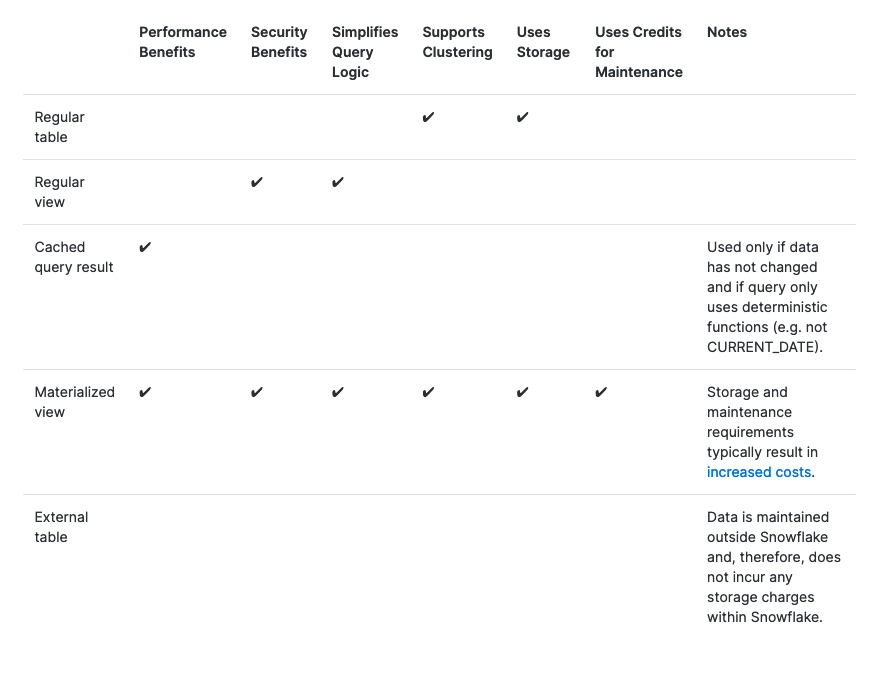 Performance Benefits Security Benefits Simplifies Query Logic Supports Clustering Uses Storage Uses Credits for Maintenance Notes
Regular table ✔ ✔
Regular view ✔ ✔
Cached query result ✔ Used only if data has not changed and if query only uses deterministic functions (e.g. not CURRENT_DATE).
Materialized view ✔ ✔ ✔ ✔ ✔ ✔ Storage and maintenance requirements typically result in increased costs.
External table Data is maintained outside Snowflake and, therefore, does not incur any storage charges within Snowflake.